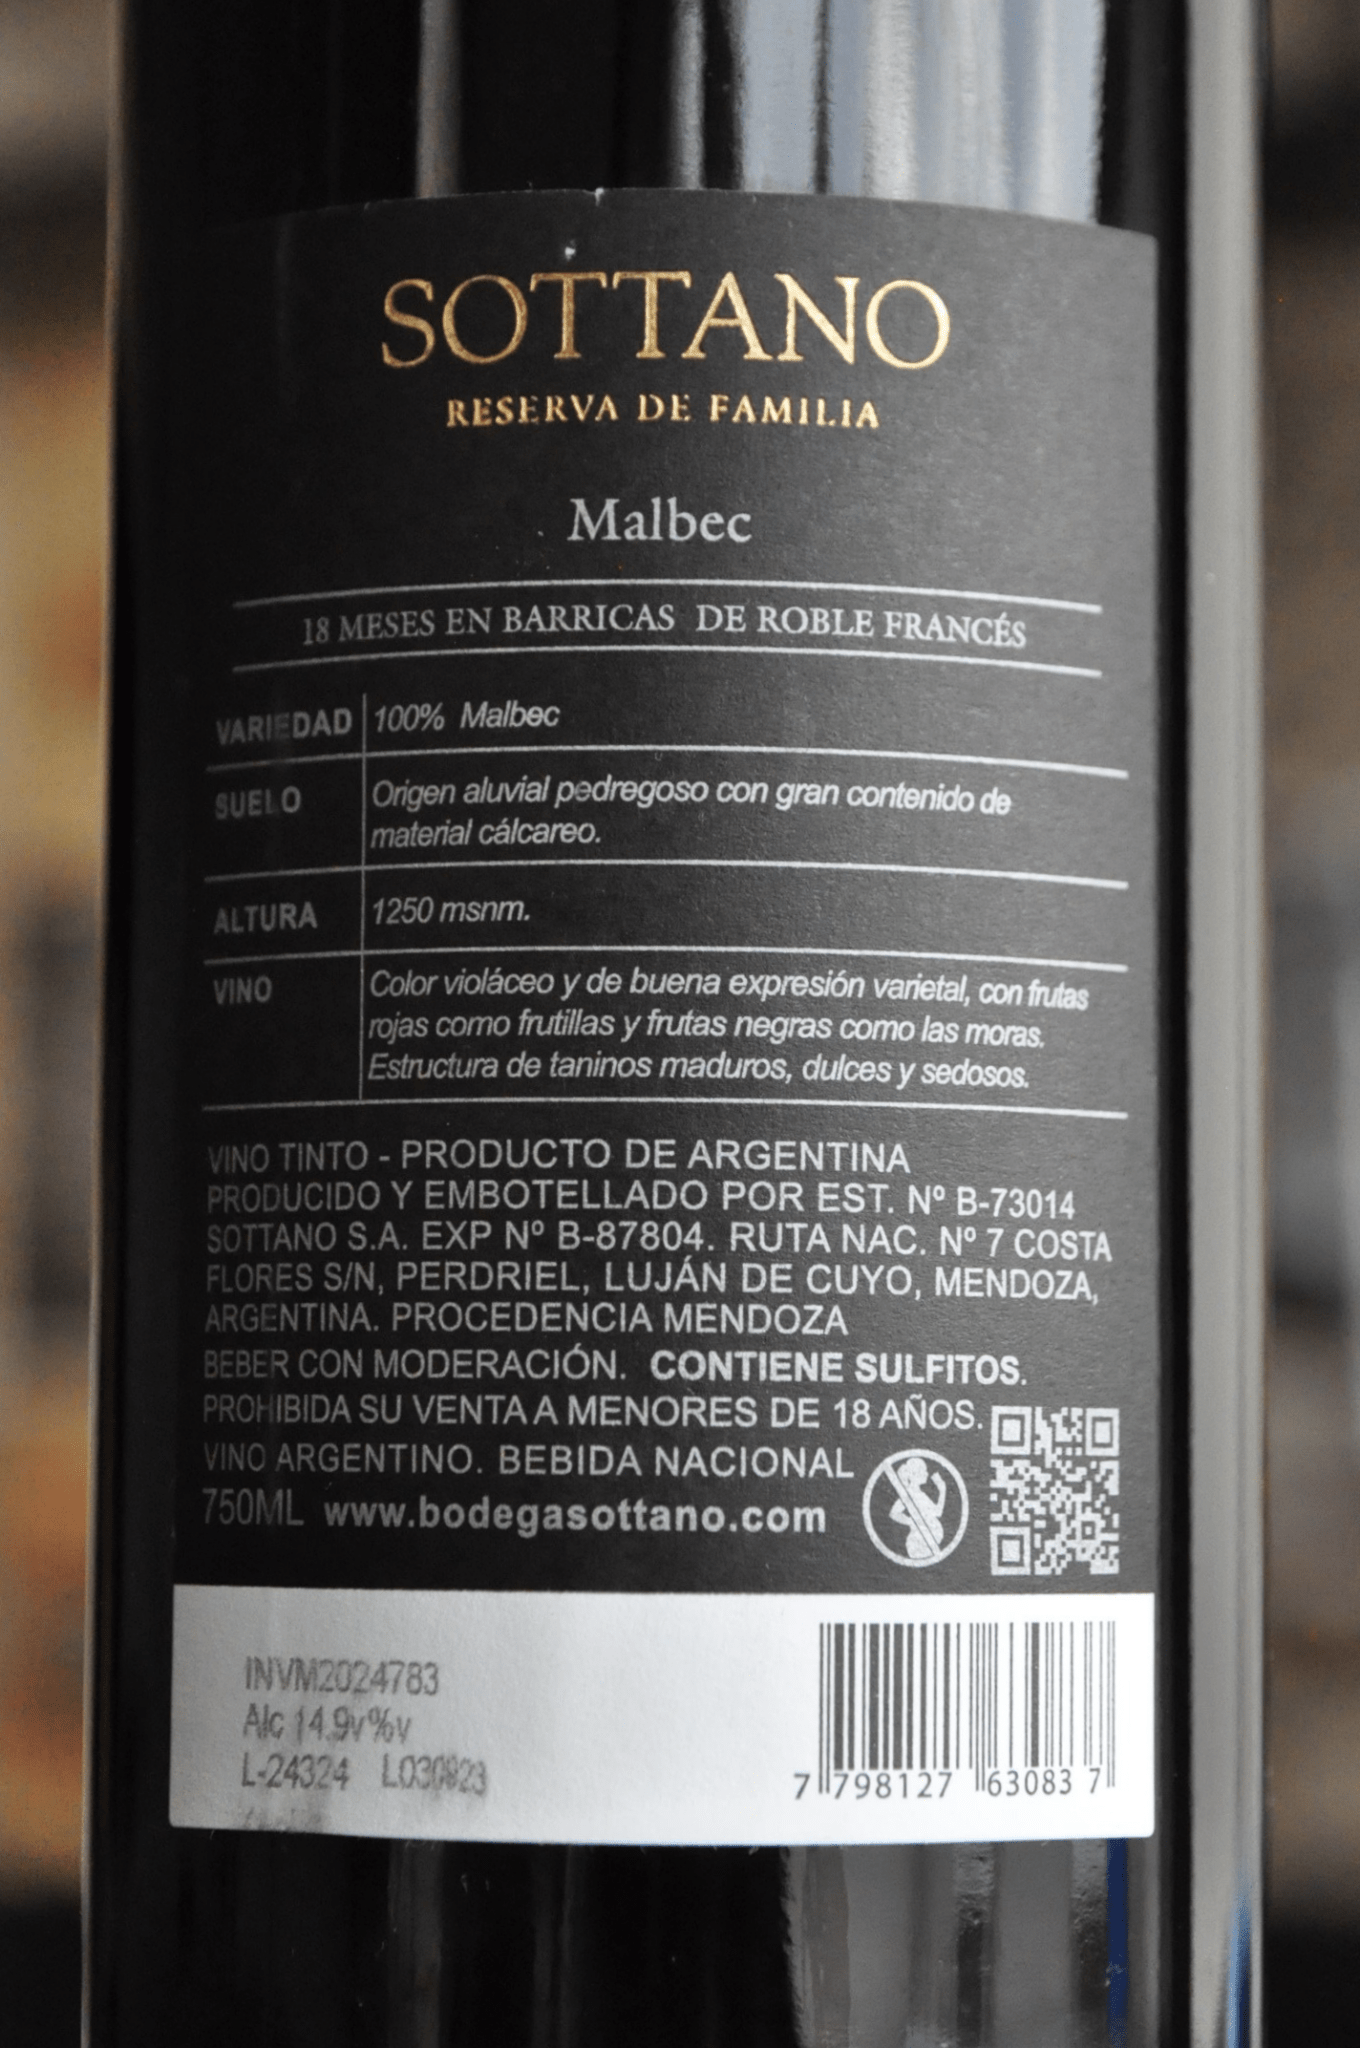 SOTTANO
RESERVA DE FAMILIA
Malbec
18 MESES EN BARRICAS DE ROBLE FRANCÉS
VARIEDAD 100% Malbec
SUELO Origen aluvial pedregoso con gran contenido de
material cálcareo.
ALTURA 1250 msnm.
VINO Color violáceo y de buena expresión varietal, con frutas
rojas como frutillas y frutas negras como las moras.
Estructura de taninos maduros, dulces y sedosos.
VINO TINTO - PRODUCTO DE ARGENTINA
PRODUCIDO Y EMBOTELLADO POR EST. Nº B-73014
SOTTANO S.A. EXP Nº B-87804. RUTA NAC. Nº 7 COSTA
FLORES S/N, PERDRIEL, LUJÁN DE CUYO, MENDOZA,
ARGENTINA. PROCEDENCIA MENDOZA
BEBER CON MODERACIÓN. CONTIENE SULFITOS.
PROHIBIDA SU VENTA A MENORES DE 18 AÑOS.
VINO ARGENTINO. BEBIDA NACIONAL
750ML www.bodegasottano.com
INVM2024783
Alc 14.9v%v
L-24324
7 798127 63083 7